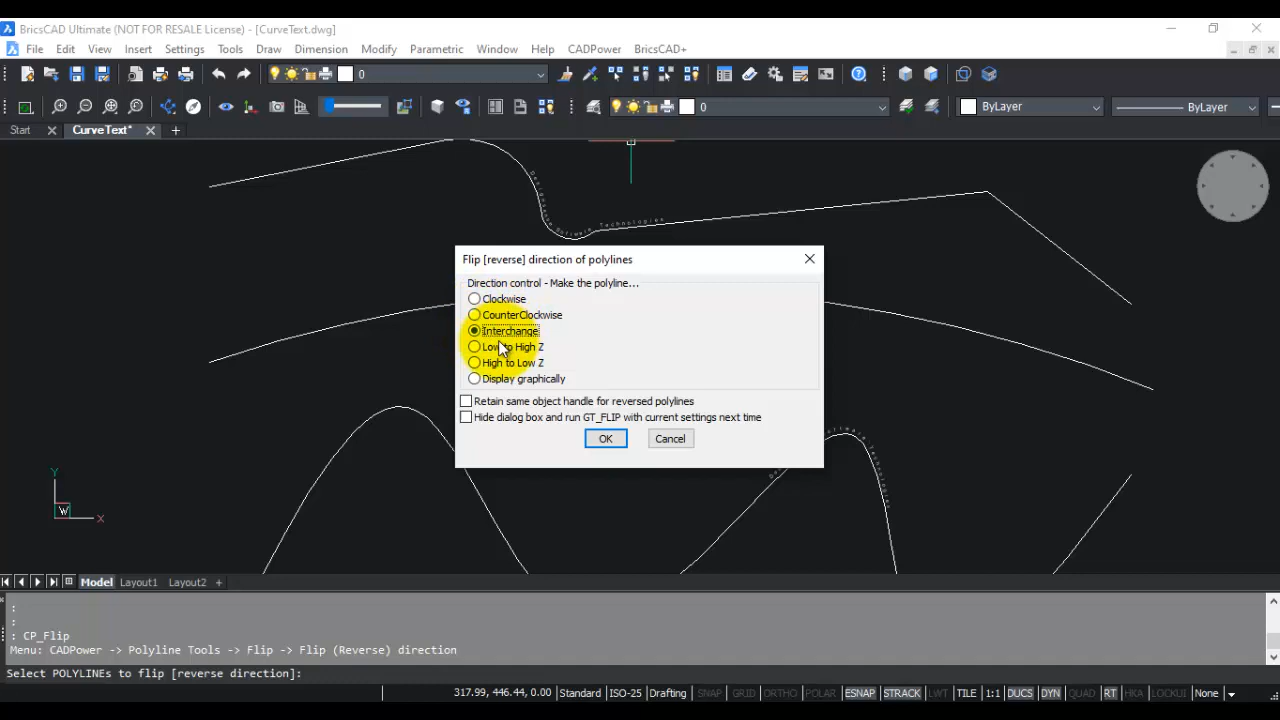 BricsCAD Ultimate (NOT FOR RESALE License) - [CurveText.dwg]
File Edit View Insert Settings Tools Draw Dimension Modify Parametric Window Help CADPower BricsCAD+
0
0 ByLayer ByLayer
Start CurveText*
Designsense Software Technologies
Flip [reverse] direction of polylines
Direction control - Make the polyline...
Clockwise
CounterClockwise
Interchange
Low to High Z
High to Low Z
Display graphically
Retain same object handle for reversed polylines
Hide dialog box and run GT_FLIP with current settings next time
OK Cancel
Y
W
X
Model Layout1 Layout2 +
:
:
: CP_Flip
Menu: CADPower -> Polyline Tools -> Flip -> Flip (Reverse) direction
Select POLYLINEs to flip [reverse direction]:
317.99, 446.44, 0.00 Standard ISO-25 Drafting SNAP GRID ORTHO POLAR ESNAP STRACK LWT TILE 1:1 DUCS DYN QUAD RT HKA LOCKUI None